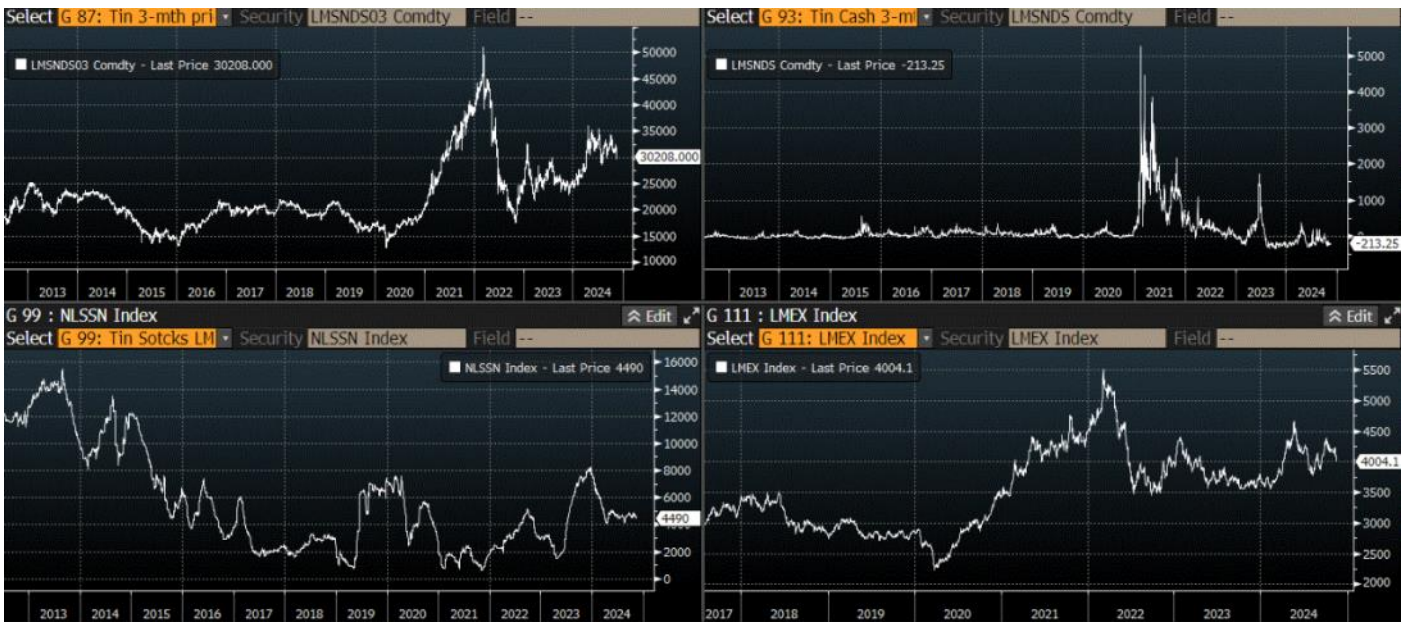 Select G 87: Tin 3-mth pri Security LMSNDS03 Comdty Field --
LMSNDS03 Comdty - Last Price 30208.000
50000
45000
40000
35000
30208.000
25000
20000
15000
10000
2013 2014 2015 2016 2017 2018 2019 2020 2021 2022 2023 2024
Select G 93: Tin Cash 3-m Security LMSNDS Comdty Field --
LMSNDS Comdty - Last Price -213.25
5000
4000
3000
2000
1000
0
-213.25
2013 2014 2015 2016 2017 2018 2019 2020 2021 2022 2023 2024
G 99 : NLSSN Index Edit
Select G 99: Tin Sotcks LM Security NLSSN Index Field --
NLSSN Index - Last Price 4490
16000
14000
12000
10000
8000
6000
4490
2000
0
2013 2014 2015 2016 2017 2018 2019 2020 2021 2022 2023 2024
G 111 : LMEX Index Edit
Select G 111: LMEX Index Security LMEX Index Field --
LMEX Index - Last Price 4004.1
5500
5000
4500
4004.1
3500
3000
2500
2000
2017 2018 2019 2020 2021 2022 2023 2024